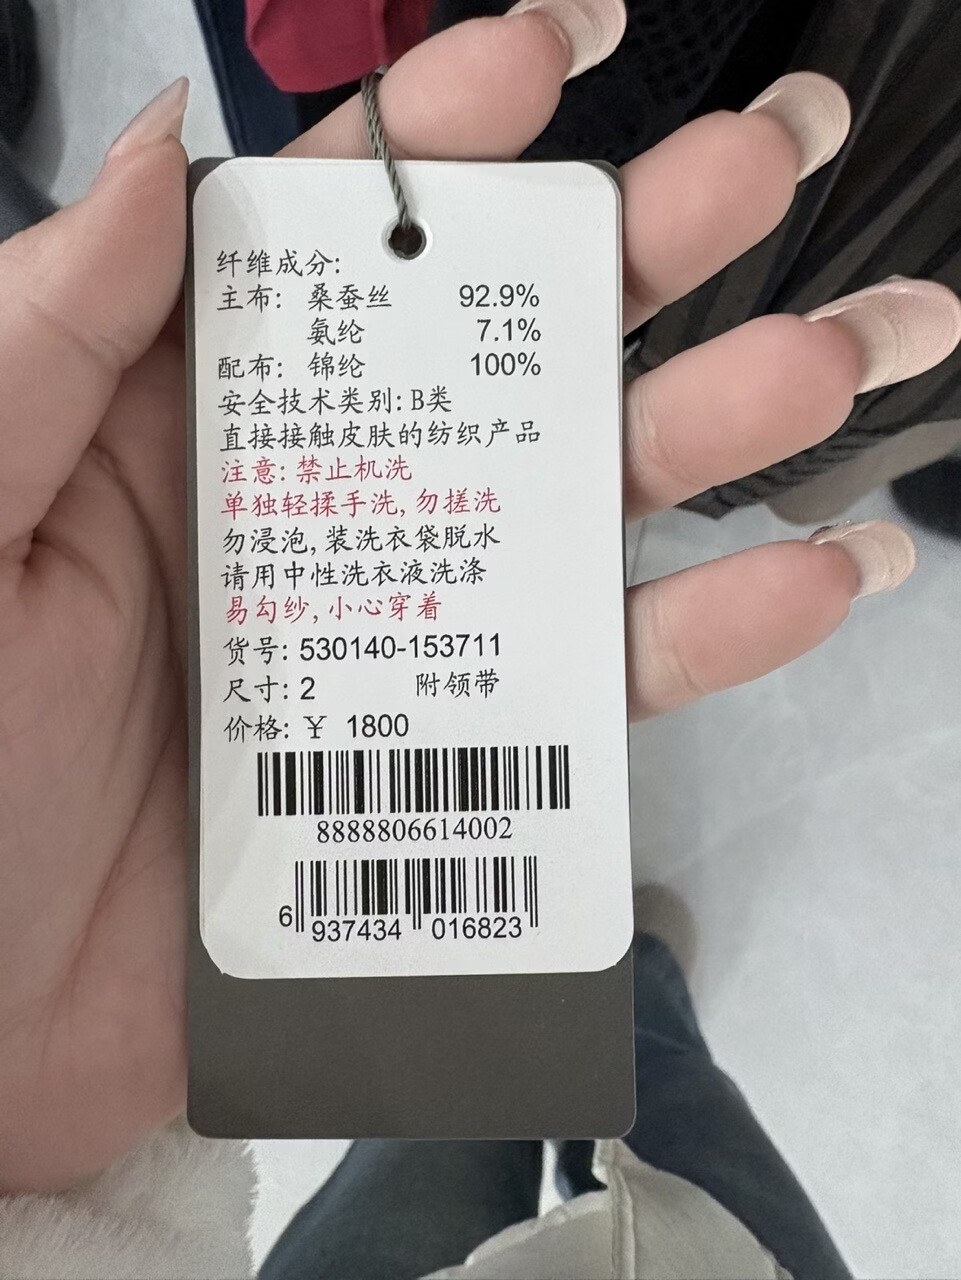 纤维成分:
主布: 桑蚕丝 92.9%
氨纶 7.1%
配布: 锦纶 100%
安全技术类别: B类
直接接触皮肤的纺织产品
注意: 禁止机洗
单独轻揉手洗, 勿搓洗
勿浸泡, 装洗衣袋脱水
请用中性洗衣液洗涤
易勾纱, 小心穿着
货号: 530140-153711
尺寸: 2 附领带
价格: ¥ 1800
8888806614002
6 937434 016823